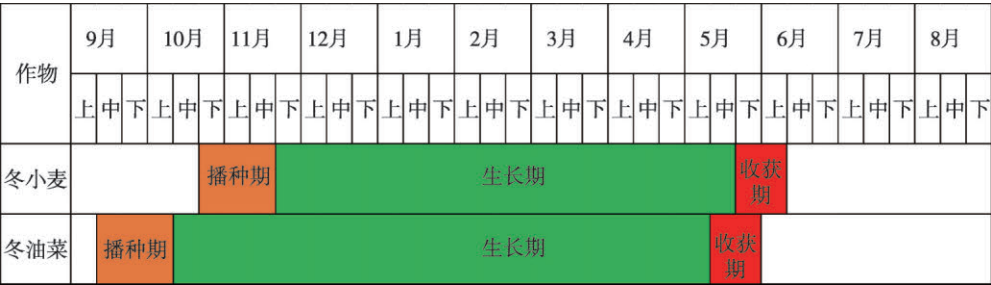 作物 9月 10月 11月 12月 1月 2月 3月 4月 5月 6月 7月 8月
上 中 下 上 中 下 上 中 下 上 中 下 上 中 下 上 中 下 上 中 下 上 中 下 上 中 下 上 中 下 上 中 下 上 中 下
冬小麦 播种期 生长期 收获期
冬油菜 播种期 生长期 收获期